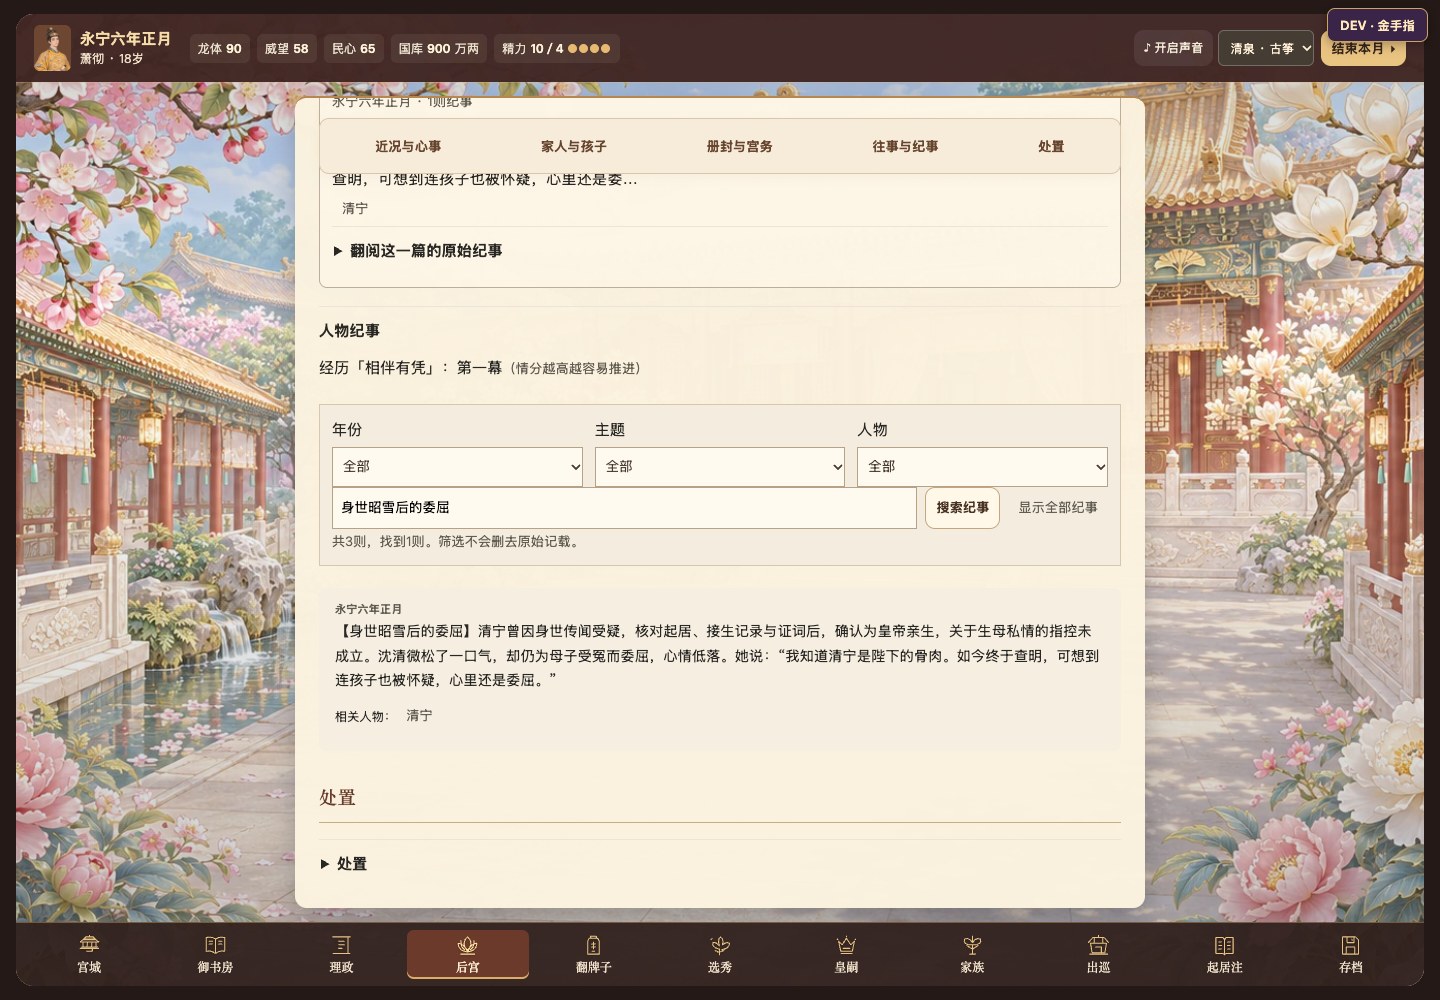 永宁六年正月
萧彻 · 18岁
龙体 90
威望 58
民心 65
国库 900 万两
精力 10 / 4
♪ 开启声音
清泉 · 古筝
DEV · 金手指
结束本月
永宁六年正月 · 1则纪事
近况与心事
家人与孩子
册封与宫务
往事与纪事
处置
查明，可想到连孩子也被怀疑，心里还是委…
清宁
▶ 翻阅这一篇的原始纪事
人物纪事
经历「相伴有凭」：第一幕（情分越高越容易推进）
年份
主题
人物
全部
全部
全部
身世昭雪后的委屈
搜索纪事
显示全部纪事
共3则，找到1则。筛选不会删去原始记载。
永宁六年正月
【身世昭雪后的委屈】清宁曾因身世传闻受疑，核对起居、接生记录与证词后，确认为皇帝亲生，关于生母私情的指控未
成立。沈清微松了一口气，却仍为母子受冤而委屈，心情低落。她说：“我知道清宁是陛下的骨肉。如今终于查明，可想到
连孩子也被怀疑，心里还是委屈。”
相关人物： 清宁
处置
▶ 处置
官城
御书房
理政
后宫
翻牌子
选秀
皇嗣
家族
出巡
起居注
存档